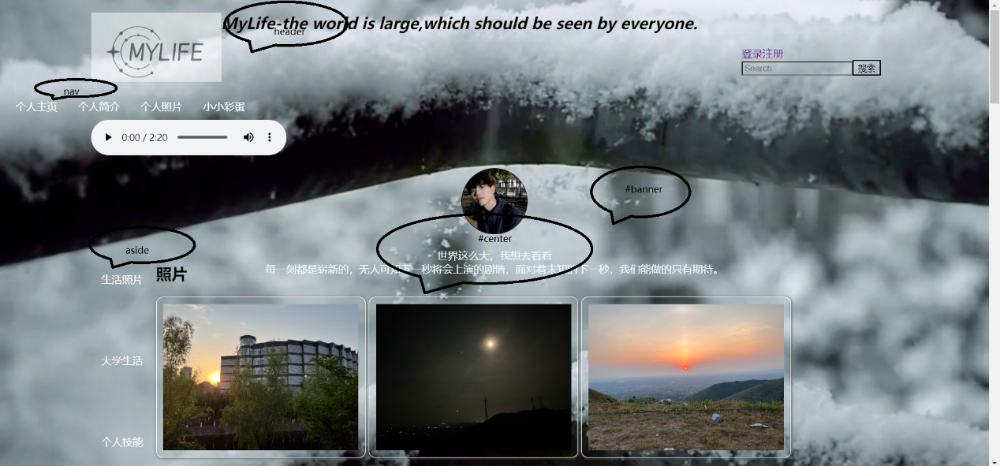 MyLife-the world is large,which should be seen by everyone.
header
MYLIFE
登录注册
Search 搜索
nav
个人主页 个人简介 个人照片 小小彩蛋
0:00 / 2:20
#banner
#center
aside
世界这么大，我想去看看
每一刻都是崭新的，无人可知下一秒将会上演的剧情，面对着未知的下一秒，我们能做的只有期待。
照片
生活照片
大学生活
个人技能